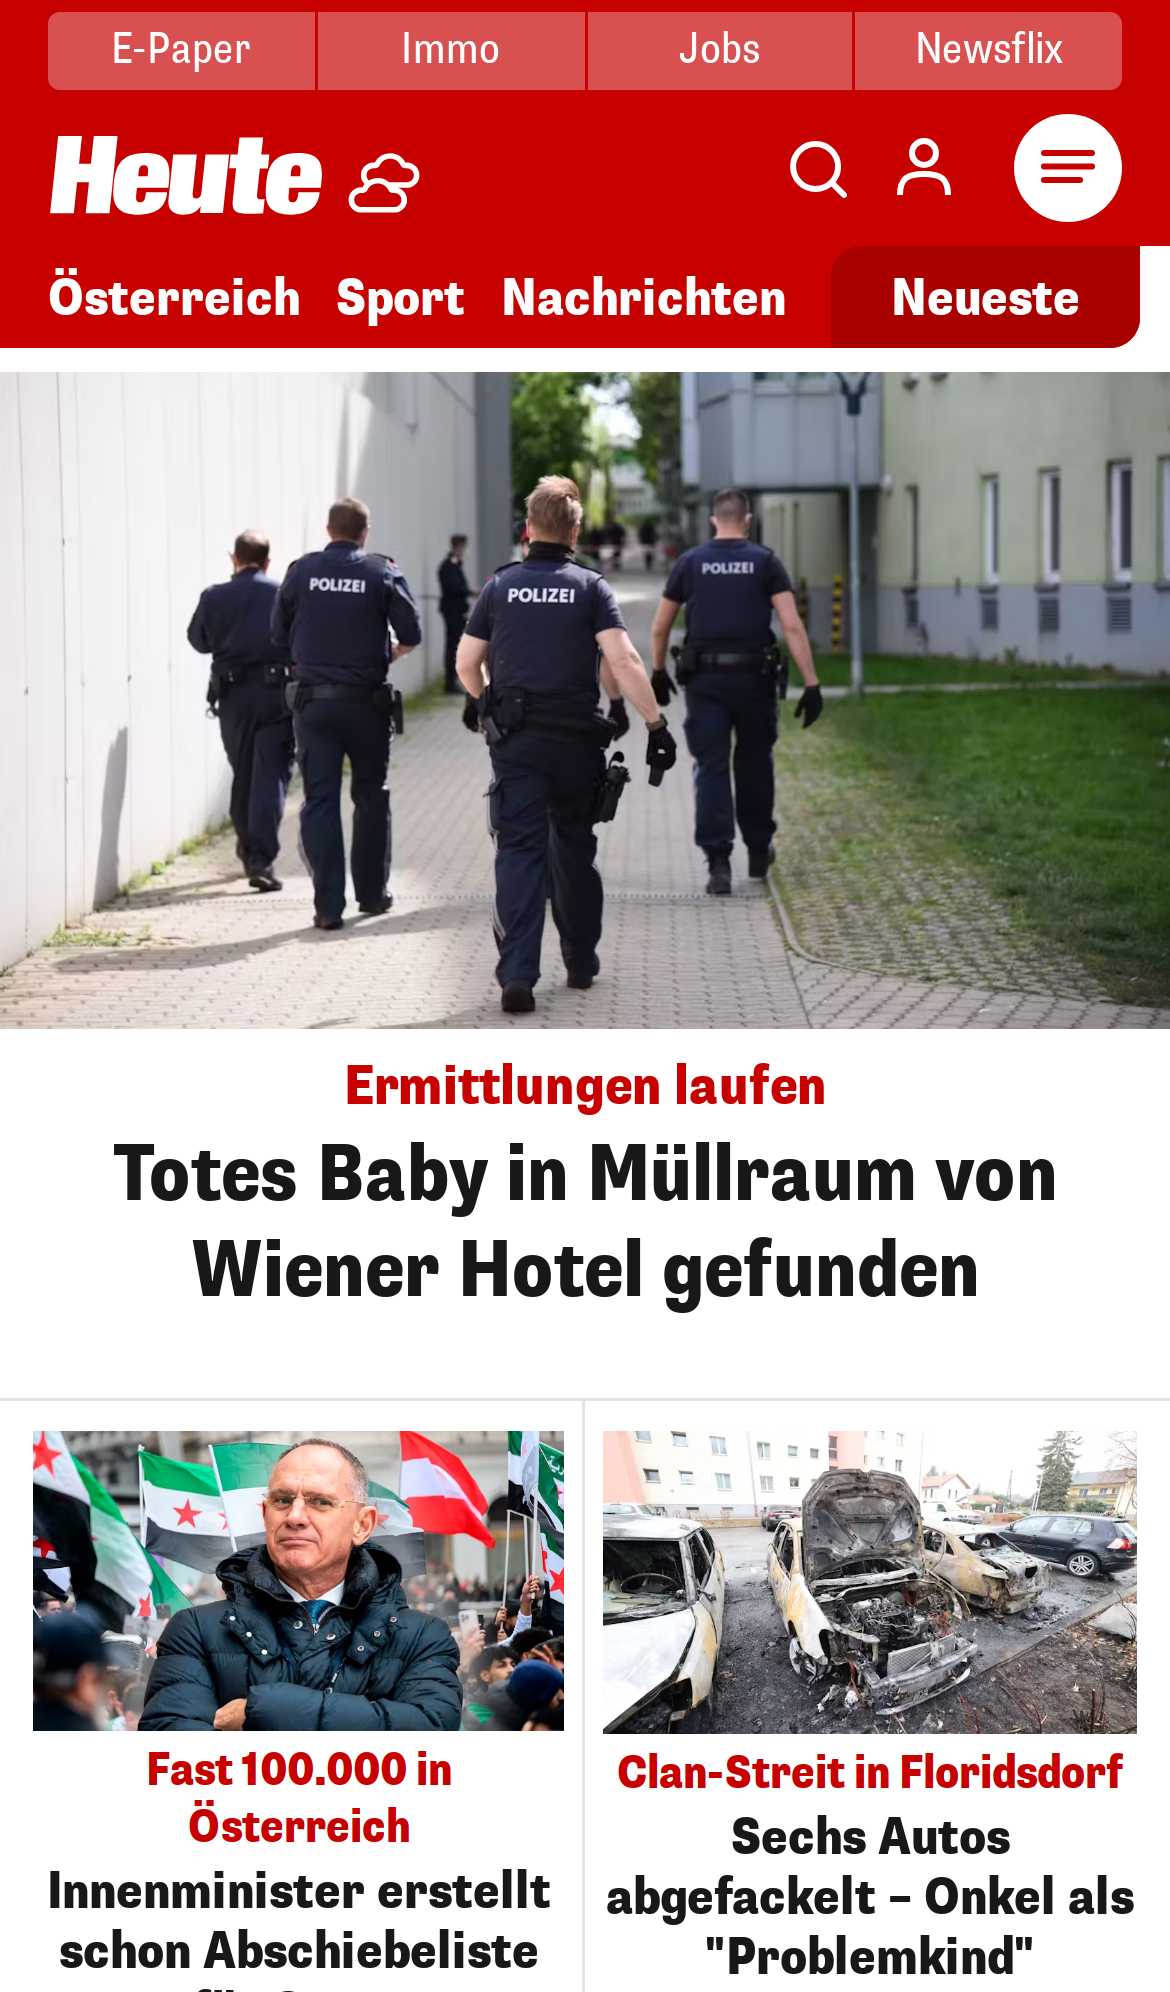 E-Paper
Immo
Jobs
Newsflix
Heute
Österreich
Sport
Nachrichten
Neueste
POLIZEI
POLIZEI
POLIZEI
Ermittlungen laufen
Totes Baby in Müllraum von
Wiener Hotel gefunden
Fast 100.000 in
Österreich
Innenminister erstellt
schon Abschiebeliste
Clan-Streit in Floridsdorf
Sechs Autos
abgefackelt – Onkel als
"Problemkind"